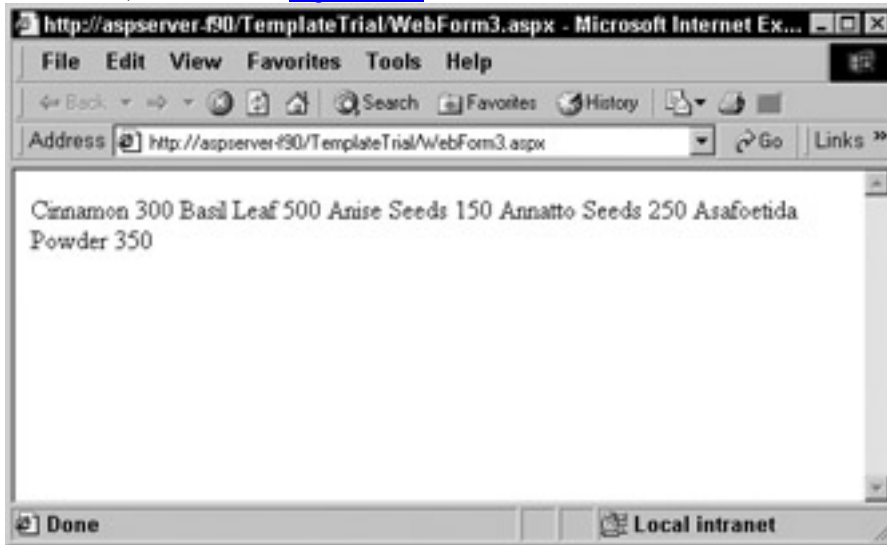 http://aspserver-f90/TemplateTrial/WebForm3.aspx - Microsoft Internet Ex...
File Edit View Favorites Tools Help
Back Search Favorites History
Address http://aspserver-f90/TemplateTrial/WebForm3.aspx Go Links »
Cinnamon 300 Basil Leaf 500 Anise Seeds 150 Annatto Seeds 250 Asafoetida
Powder 350
Done Local intranet